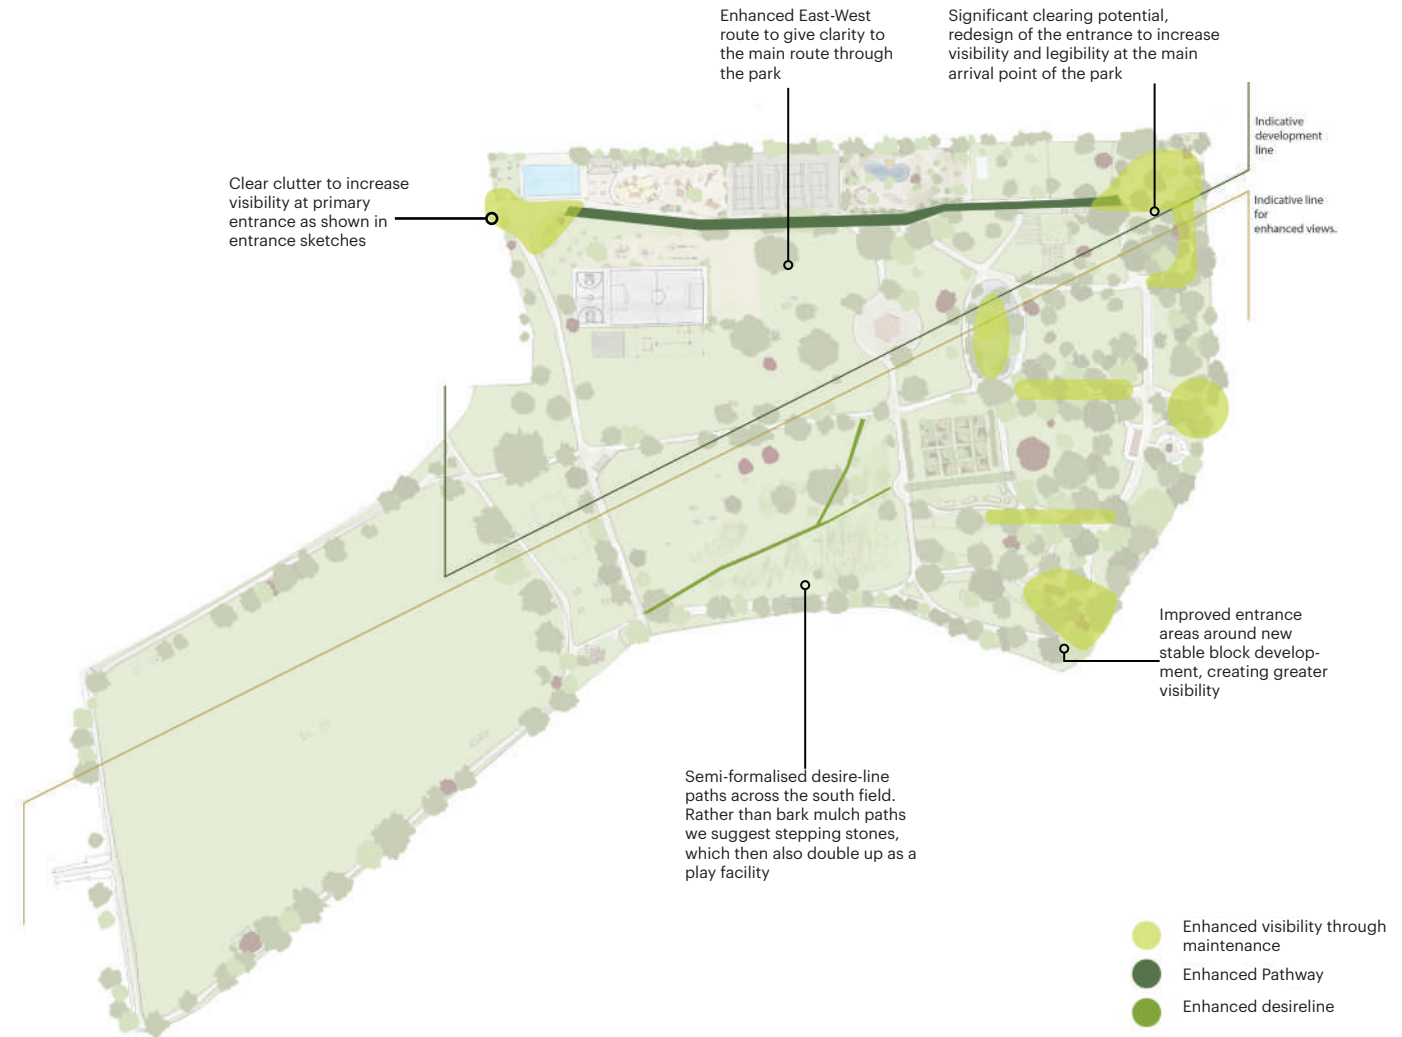 Enhanced East-West
route to give clarity to
the main route through
the park
Significant clearing potential,
redesign of the entrance to increase
visibility and legibility at the main
arrival point of the park
Indicative
development
line
Indicative line
for
enhanced views.
Clear clutter to increase
visibility at primary
entrance as shown in
entrance sketches
Improved entrance
areas around new
stable block develop-
ment, creating greater
visibility
Semi-formalised desire-line
paths across the south field.
Rather than bark mulch paths
we suggest stepping stones,
which then also double up as a
play facility
Enhanced visibility through
maintenance
Enhanced Pathway
Enhanced desireline